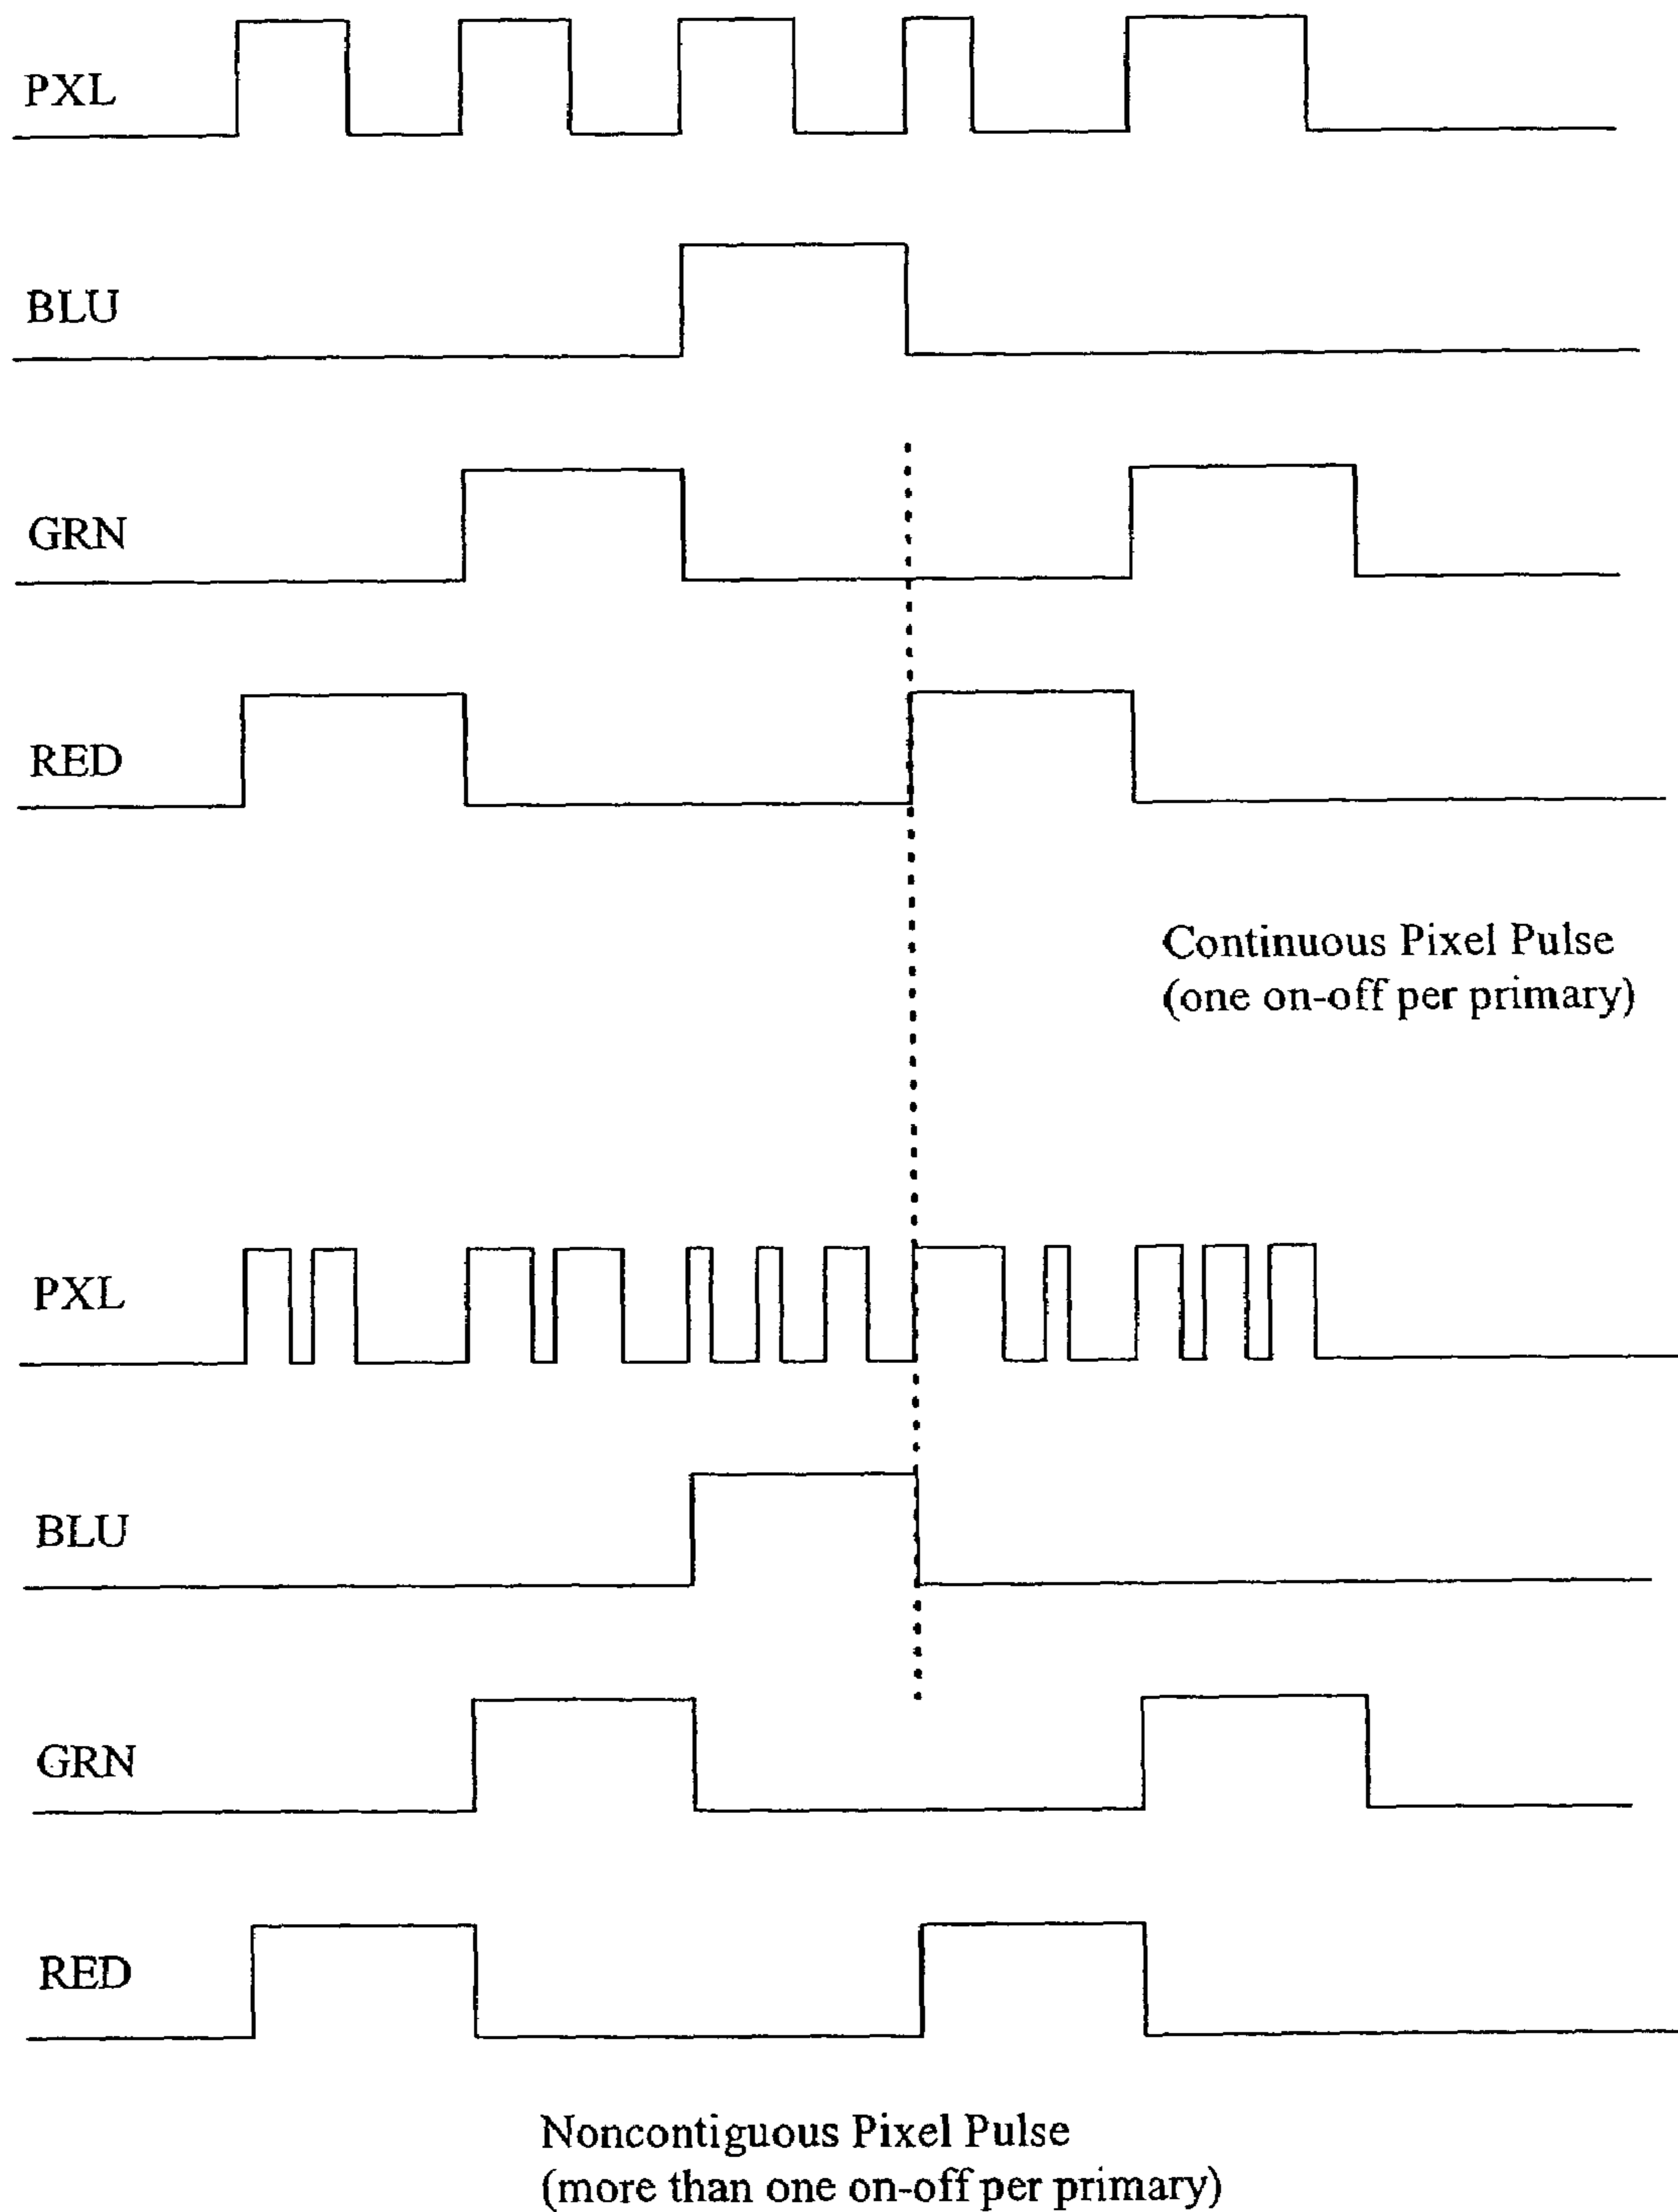 PXL
BLU
GRN
RED
Continuous Pixel Pulse
(one on-off per primary)
PXL
BLU
GRN
RED
Noncontiguous Pixel Pulse
(more than one on-off per primary)